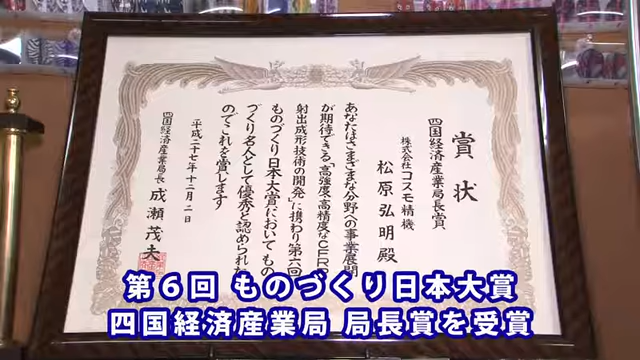 賞状
四国経済産業局長賞
株式会社コスモ精機
松原弘明殿
あなたはさまざまな分野への事業展開
が期待できる「高強度・高精度なCFRP
射出成形技術の開発」に携わり第六回
ものづくり日本大賞においてもの
づくり名人として優秀と認められた
のでこれを賞します
平成二十七年十二月二日
四国経済産業局長 成瀬茂夫
第6回 ものづくり日本大賞
四国経済産業局 局長賞を受賞